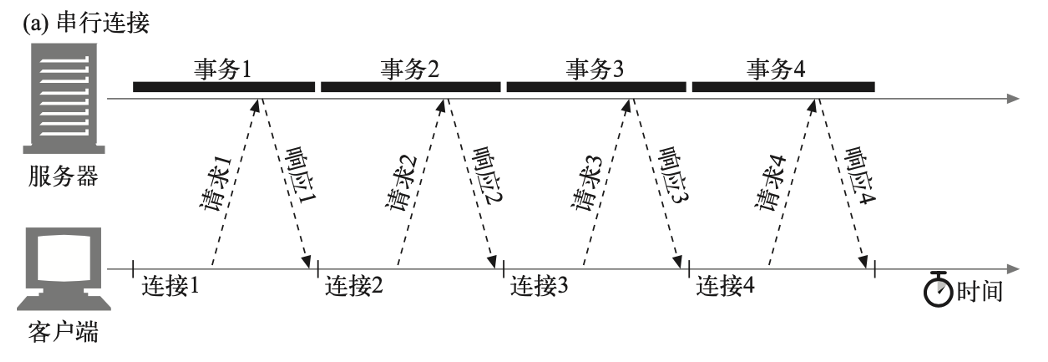 (a) 串行连接
事务1
事务2
事务3
事务4
服务器
请求1
响应1
请求2
响应2
请求3
响应3
请求4
响应4
连接1
连接2
连接3
连接4
时间
客户端